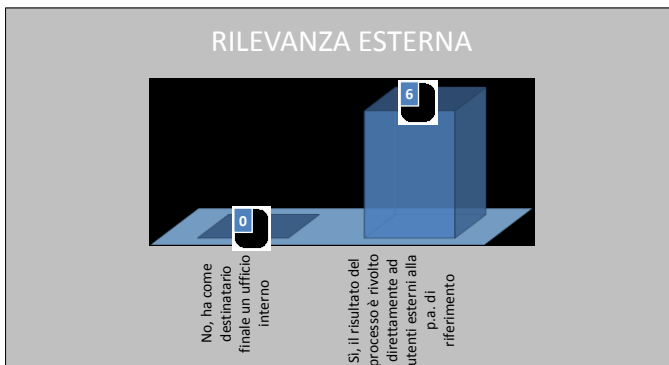 RILEVANZA ESTERNA
6
0
No, ha come
destinatario
finale un ufficio
interno
Sì, il risultato del
processo è rivolto
direttamente ad
utenti esterni alla
p.a. di
riferimento